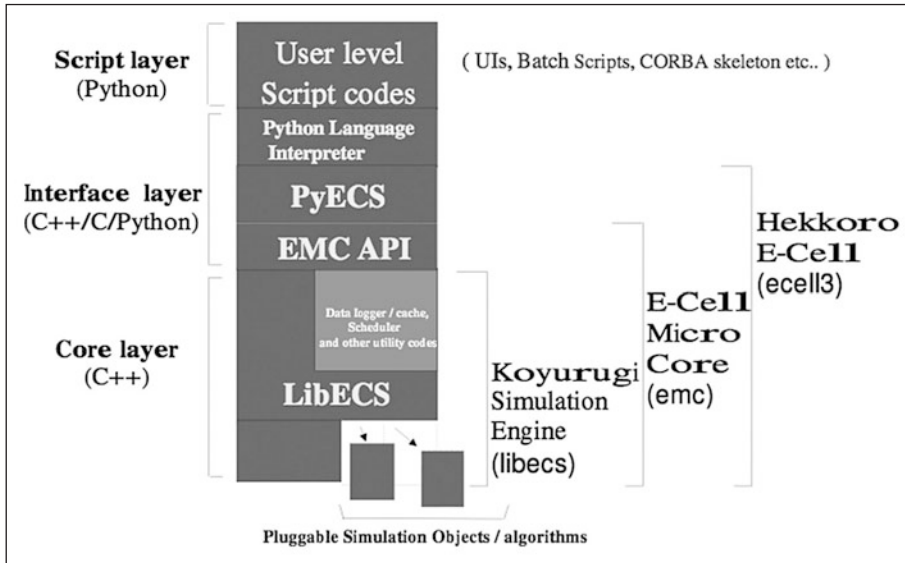 Script layer
(Python)
User level
Script codes
( UIs, Batch Scripts, CORBA skeleton etc.. )
Interface layer
(C++/C/Python)
Python Language
Interpreter
PyECS
EMC API
Core layer
(C++)
Data logger / cache,
Scheduler
and other utility codes
LibECS
Koyurugi
Simulation
Engine
(libecs)
E-Cell
Micro
Core
(emc)
Hekkoro
E-Cell
(ecell3)
Pluggable Simulation Objects / algorithms